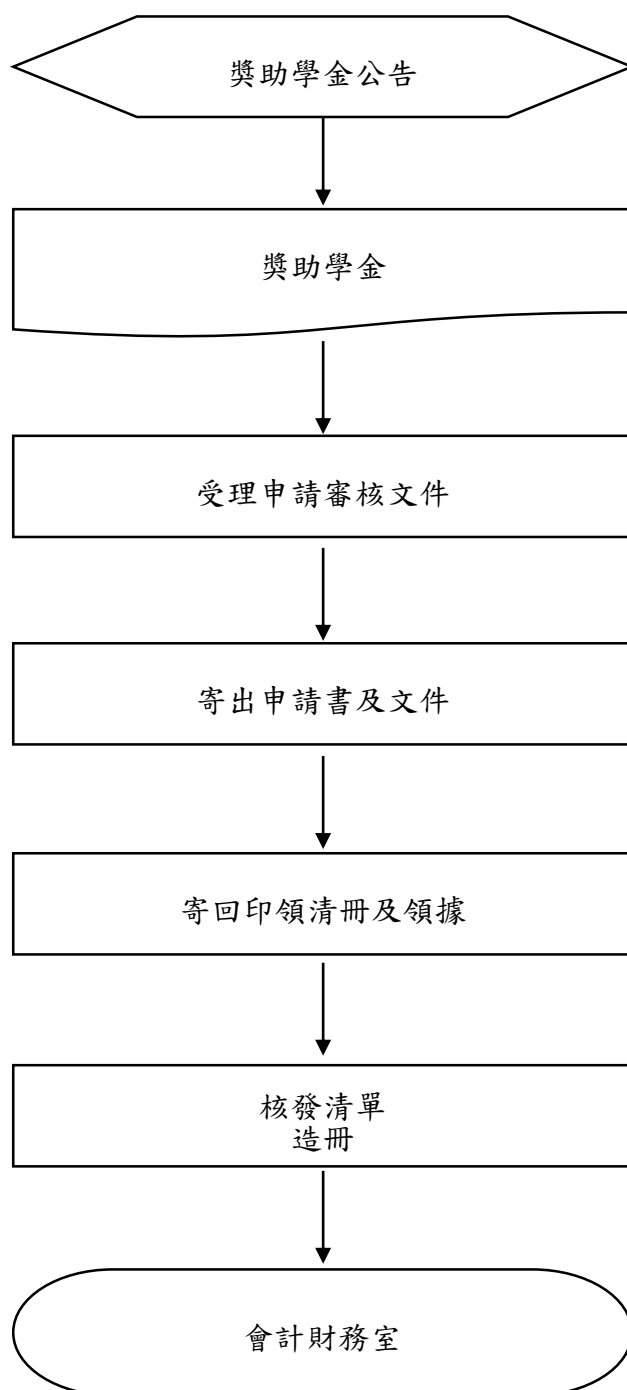 獎助學金公告
獎助學金
受理申請審核文件
寄出申請書及文件
寄回印領清冊及領據
核發清單
造冊
會計財務室